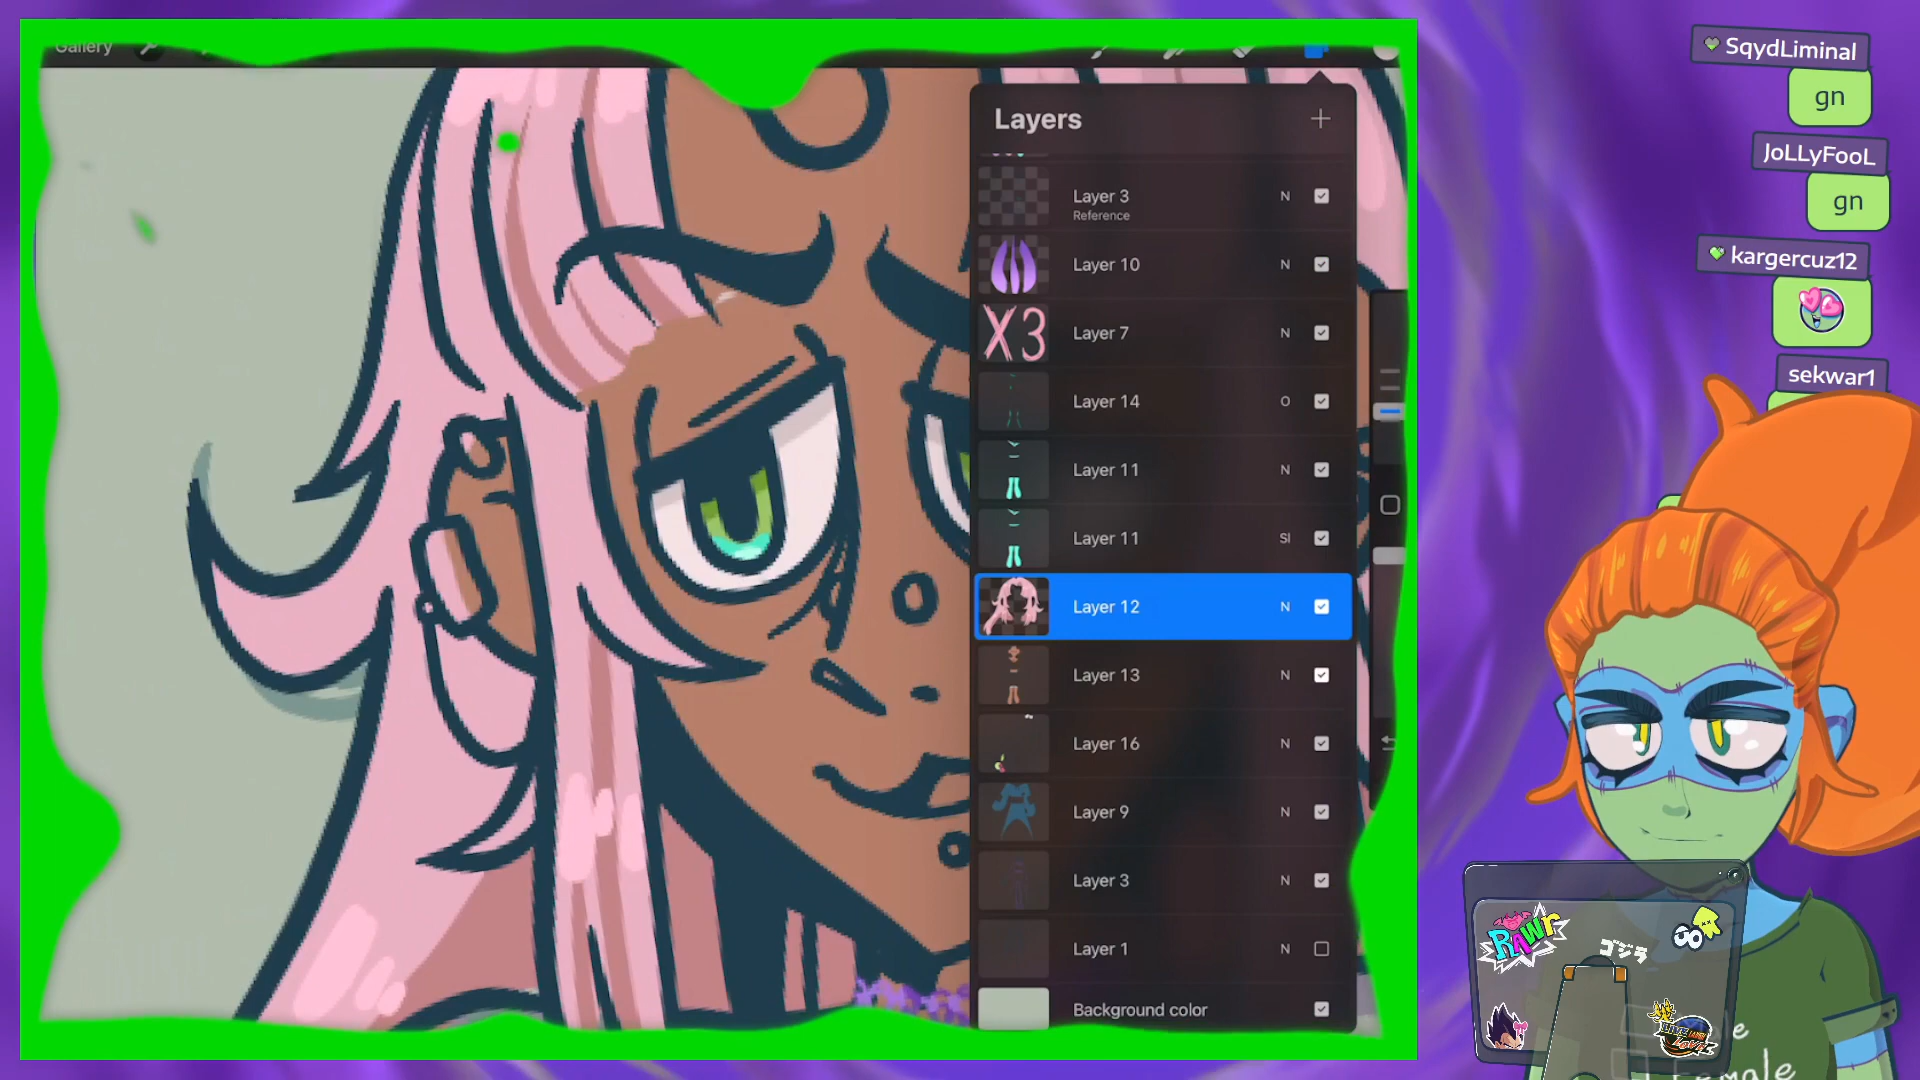 Gallery
Layers
Layer 3
N
Reference
Layer 10
N
X3
Layer 7
N
Layer 14
O
Layer 11
N
Layer 11
SI
Layer 12
N
Layer 13
N
Layer 16
N
Layer 9
N
Layer 3
N
Layer 1
N
Background color
SqydLiminal
gn
JoLLyFooL
gn
kargercuz12
sekwar1
RAWr
ゴジラ